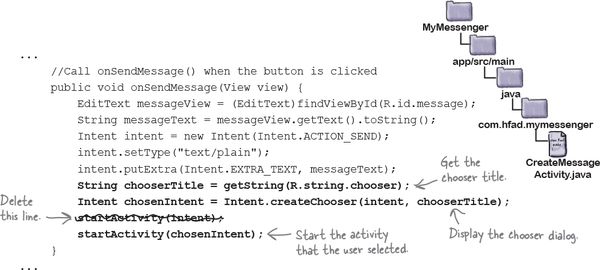 MyMessenger
app/src/main
java
com.hfad.mymessenger
CreateMessage
Activity.java
...
//Call onSendMessage() when the button is clicked
public void onSendMessage(View view) {
EditText messageView = (EditText)findViewById(R.id.message);
String messageText = messageView.getText().toString();
Intent intent = new Intent(Intent.ACTION_SEND);
intent.setType("text/plain");
intent.putExtra(Intent.EXTRA_TEXT, messageText);
Get the
chooser title.
String chooserTitle = getString(R.string.chooser);
Intent chosenIntent = Intent.createChooser(intent, chooserTitle);
Delete
this line.
startActivity(intent);
startActivity(chosenIntent);
Display the chooser dialog.
Start the activity
that the user selected.
}
...